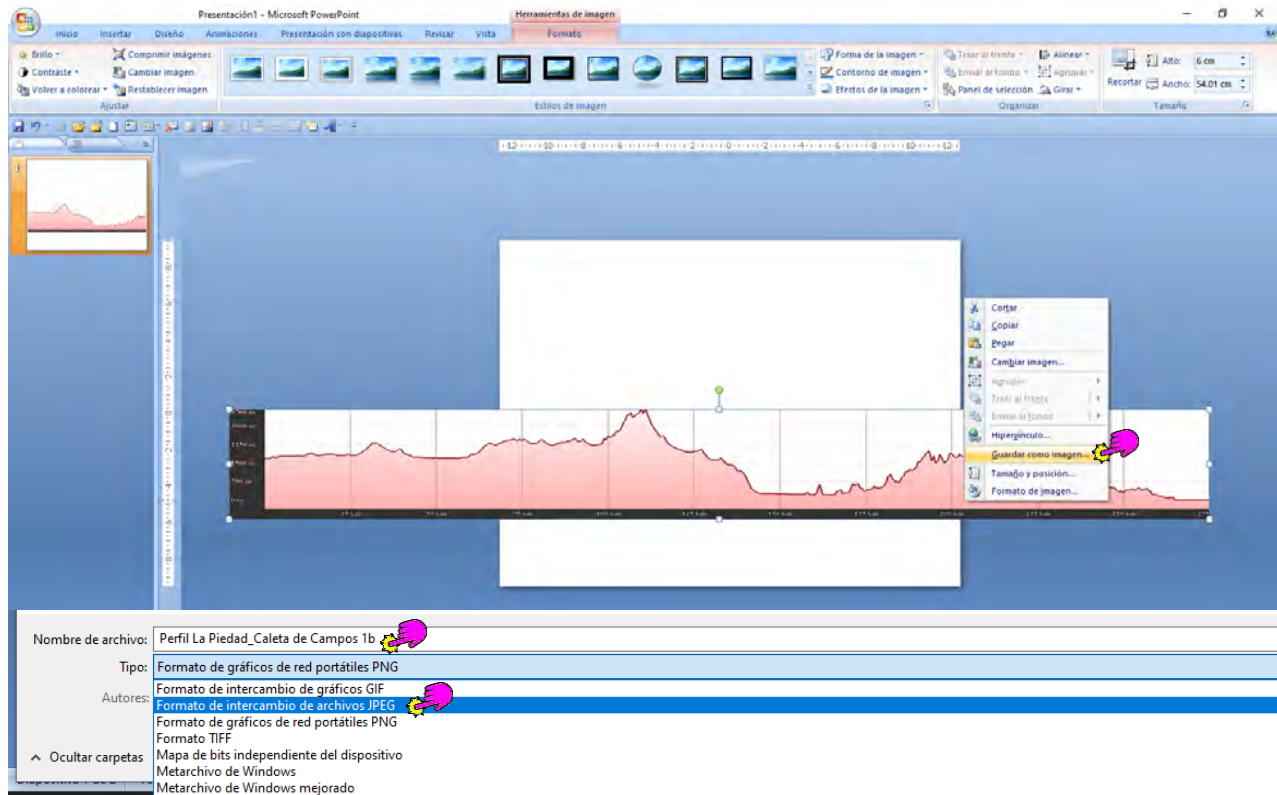 Presentación1 - Microsoft PowerPoint
Herramientas de imagen
Inicio Insertar Diseño Animaciones Presentación con diapositivas Revisar Vista Formato
Brillo
Contraste
Volver a colorear
Comprimir imágenes
Cambiar imagen
Restablecer imagen
Ajustar
Estilos de imagen
Forma de la imagen
Contorno de imagen
Efectos de la imagen
Traer al frente
Enviar al fondo
Panel de selección
Alinear
Agrupar
Girar
Organizar
Recortar
Alto: 6 cm
Ancho: 54.01 cm
Tamaño
Cortar
Copiar
Pegar
Cambiar imagen...
Agrupar
Traer al frente
Enviar al fondo
Hipervínculo...
Guardar como imagen...
Tamaño y posición...
Formato de imagen...
Nombre de archivo: Perfil La Piedad_Caleta de Campos 1b
Tipo: Formato de gráficos de red portátiles PNG
Autores:
Formato de intercambio de gráficos GIF
Formato de intercambio de archivos JPEG
Formato de gráficos de red portátiles PNG
Formato TIFF
Mapa de bits independiente del dispositivo
Metarchivo de Windows
Metarchivo de Windows mejorado
Ocultar carpetas